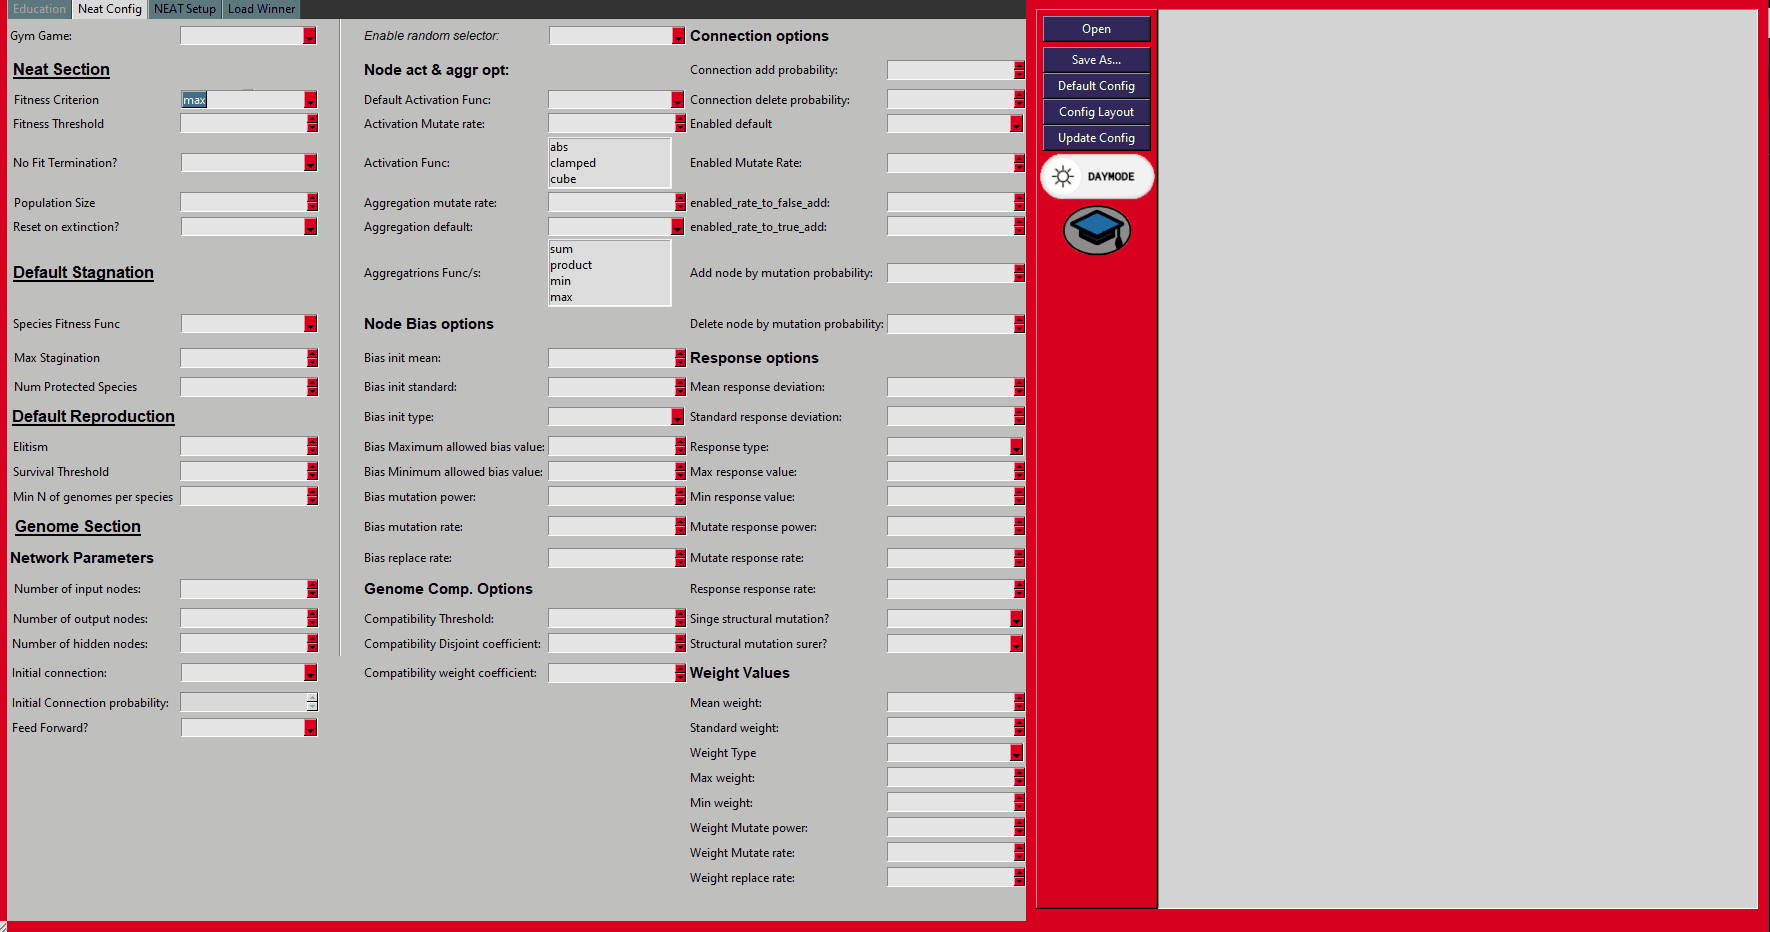 Education Neat Config NEAT Setup Load Winner
Gym Game:
Neat Section
Fitness Criterion max
Fitness Threshold
No Fit Termination?
Population Size
Reset on extinction?
Default Stagnation
Species Fitness Func
Max Stagination
Num Protected Species
Default Reproduction
Elitism
Survival Threshold
Min N of genomes per species
Genome Section
Network Parameters
Number of input nodes:
Number of output nodes:
Number of hidden nodes:
Initial connection:
Initial Connection probability:
Feed Forward?
Enable random selector:
Node act & aggr opt:
Default Activation Func:
Activation Mutate rate:
Activation Func:
abs
clamped
cube
Aggregation mutate rate:
Aggregation default:
Aggregatrions Func/s:
sum
product
min
max
Node Bias options
Bias init mean:
Bias init standard:
Bias init type:
Bias Maximum allowed bias value:
Bias Minimum allowed bias value:
Bias mutation power:
Bias mutation rate:
Bias replace rate:
Genome Comp. Options
Compatibility Threshold:
Compatibility Disjoint coefficient:
Compatibility weight coefficient:
Connection options
Connection add probability:
Connection delete probability:
Enabled default
Enabled Mutate Rate:
enabled_rate_to_false_add:
enabled_rate_to_true_add:
Add node by mutation probability:
Delete node by mutation probability:
Response options
Mean response deviation:
Standard response deviation:
Response type:
Max response value:
Min response value:
Mutate response power:
Mutate response rate:
Response response rate:
Singe structural mutation?
Structural mutation surer?
Weight Values
Mean weight:
Standard weight:
Weight Type
Max weight:
Min weight:
Weight Mutate power:
Weight Mutate rate:
Weight replace rate:
Open
Save As...
Default Config
Config Layout
Update Config
DAYMODE